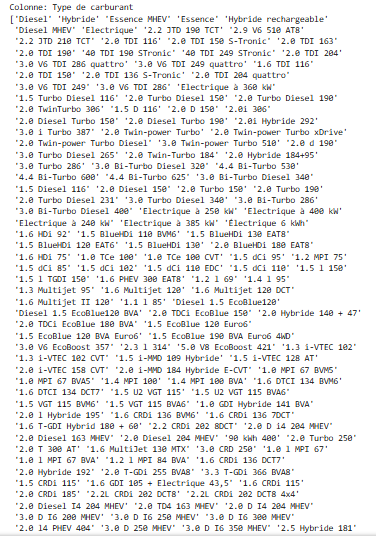 Colonne: Type de carburant
['Diesel' 'Hybride' 'Essence MHEV' 'Essence' 'Hybride rechargeable'
'Diesel MHEV' 'Electrique' '2.2 JTD 190 TCT' '2.9 V6 510 AT8'
'2.2 JTD 210 TCT' '2.0 TDI 116' '2.0 TDI 150 S-Tronic' '2.0 TDI 163'
'2.0 TDI 190' '40 TDI 190 STronic' '40 TDI 249 STronic' '2.0 TDI 204'
'3.0 V6 TDI 286 quattro' '3.0 V6 TDI 249 quattro' '1.6 TDI 116'
'2.0 TDI 150' '2.0 TDI 136 S-Tronic' '2.0 TDI 204 quattro'
'3.0 V6 TDI 249' '3.0 V6 TDI 286' 'Electrique à 360 kW'
'1.5 Turbo Diesel 116' '2.0 Turbo Diesel 150' '2.0 Turbo Diesel 190'
'2.0 TwinTurbo 306' '1.5 D 116' '2.0 D 150' '2.0i 306'
'2.0 Diesel Turbo 150' '2.0 Diesel Turbo 190' '2.0i Hybride 292'
'3.0 i Turbo 387' '2.0 Twin-power Turbo' '2.0 Twin-power Turbo xDrive'
'2.0 Twin-power Turbo Diesel' '3.0 Twin-power Turbo 510' '2.0 d 190'
'3.0 Turbo Diesel 265' '2.0 Twin-Turbo 184' '2.0 Hybride 184+95'
'3.0 Turbo 286' '3.0 Bi-Turbo Diesel 320' '4.4 Bi-Turbo 530'
'4.4 Bi-Turbo 600' '4.4 Bi-Turbo 625' '3.0 Bi-Turbo Diesel 340'
'1.5 Diesel 116' '2.0 Diesel 150' '2.0 Turbo 150' '2.0 Turbo 190'
'2.0 Turbo Diesel 231' '3.0 Turbo Diesel 340' '3.0 Bi-Turbo 286'
'3.0 Bi-Turbo Diesel 400' 'Electrique à 250 kW' 'Electrique à 400 kW'
'Electrique à 240 kW' 'Electrique à 385 kW' 'Électrique 6 kWh'
'1.6 HDi 92' '1.5 BlueHDi 110 BVM6' '1.5 BlueHDi 130 EAT8'
'1.5 BlueHDi 120 EAT6' '1.5 BlueHDi 130' '2.0 BlueHDi 180 EAT8'
'1.6 HDi 75' '1.0 TCe 100' '1.0 TCe 100 CVT' '1.5 dCi 95' '1.2 MPI 75'
'1.5 dCi 85' '1.5 dCi 102' '1.5 dCi 110 EDC' '1.5 dCi 110' '1.5 l 150'
'1.5 l TGDI 150' '1.6 PHEV 300 EAT8' '1.2 l 69' '1.4 l 95'
'1.3 Multijet 95' '1.6 Multijet 120' '1.6 Multijet 120 DCT'
'1.6 Multijet II 120' '1.1 l 85' 'Diesel 1.5 EcoBlue120'
'Diesel 1.5 EcoBlue120 BVA' '2.0 TDCi EcoBlue 150' '2.0 Hybride 140 + 47'
'2.0 TDCi EcoBlue 180 BVA' '1.5 EcoBlue 120 Euro6'
'1.5 EcoBlue 120 BVA Euro6' '1.5 EcoBlue 190 BVA Euro6 4WD'
'3.0 V6 EcoBoost 357' '2.3 l 314' '5.0 V8 EcoBoost 421' '1.3 i-VTEC 102'
'1.3 i-VTEC 102 CVT' '1.5 i-MMD 109 Hybride' '1.5 i-VTEC 128 AT'
'2.0 i-VTEC 158 CVT' '2.0 i-MMD 184 Hybride E-CVT' '1.0 MPI 67 BVM5'
'1.0 MPI 67 BVA5' '1.4 MPI 100' '1.4 MPI 100 BVA' '1.6 DTCI 134 BVM6'
'1.6 DTCI 134 DCT7' '1.5 U2 VGT 115' '1.5 U2 VGT 115 BVA6'
'1.5 VGT 115 BVM6' '1.5 VGT 115 BVA6' '1.0 GDI Hybride 141 BVA'
'2.0 l Hybride 195' '1.6 CRDi 136 BVM6' '1.6 CRDi 136 7DCT'
'1.6 T-GDI Hybrid 180 + 60' '2.2 CRDi 202 8DCT' '2.0 D i4 204 MHEV'
'2.0 Diesel 163 MHEV' '2.0 Diesel 204 MHEV' '90 kWh 400' '2.0 Turbo 250'
'2.0 T 300 AT' '1.6 MultiJet 130 MTX' '3.0 CRD 250' '1.0 l MPI 67'
'1.0 l MPI 67 BVA' '1.2 l MPI 84 BVA' '1.6 CRDi 136 DCT7'
'2.0 Hybride 192' '2.0 T-GDi 255 BVA8' '3.3 T-GDi 366 BVA8'
'1.5 CRDi 115' '1.6 GDI 105 + Electrique 43,5' '1.6 CRDi 115'
'2.0 CRDi 185' '2.2L CRDi 202 DCT8' '2.2L CRDi 202 DCT8 4x4'
'2.0 Diesel I4 204 MHEV' '2.0 TD4 163 MHEV' '2.0 D I4 204 MHEV'
'3.0 D I6 200 MHEV' '3.0 D I6 250 MHEV' '3.0 D I6 300 MHEV'
'2.0 l4 PHEV 404' '3.0 D 250 MHEV' '3.0 D I6 350 MHEV' '2.5 Hybride 181'